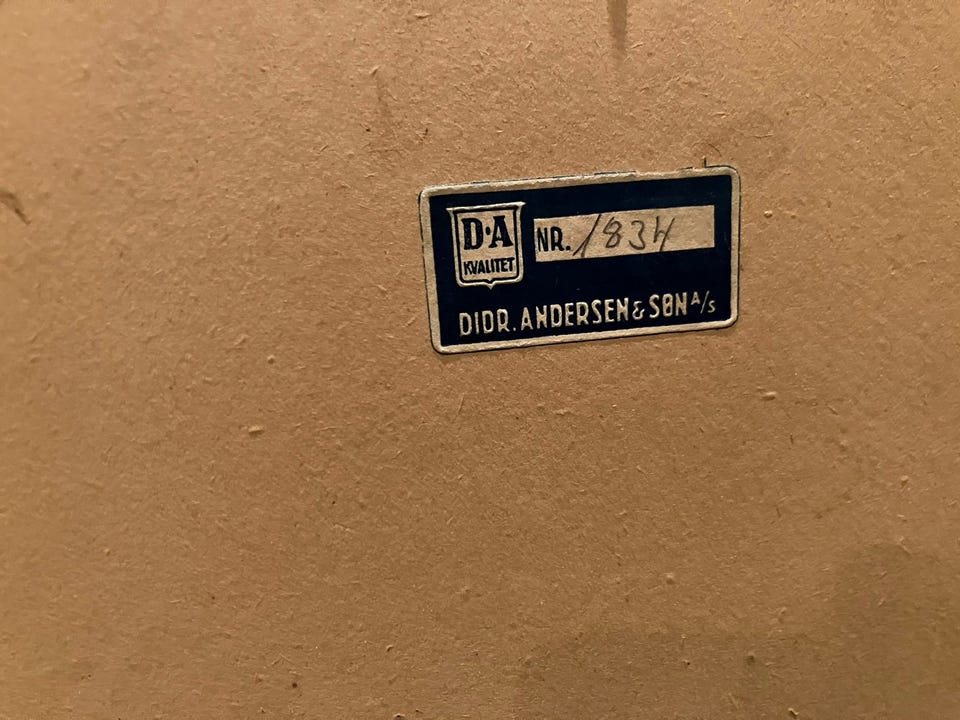 D·A
KVALITET
NR. 1834
DIDR. ANDERSEN & SØN A/S